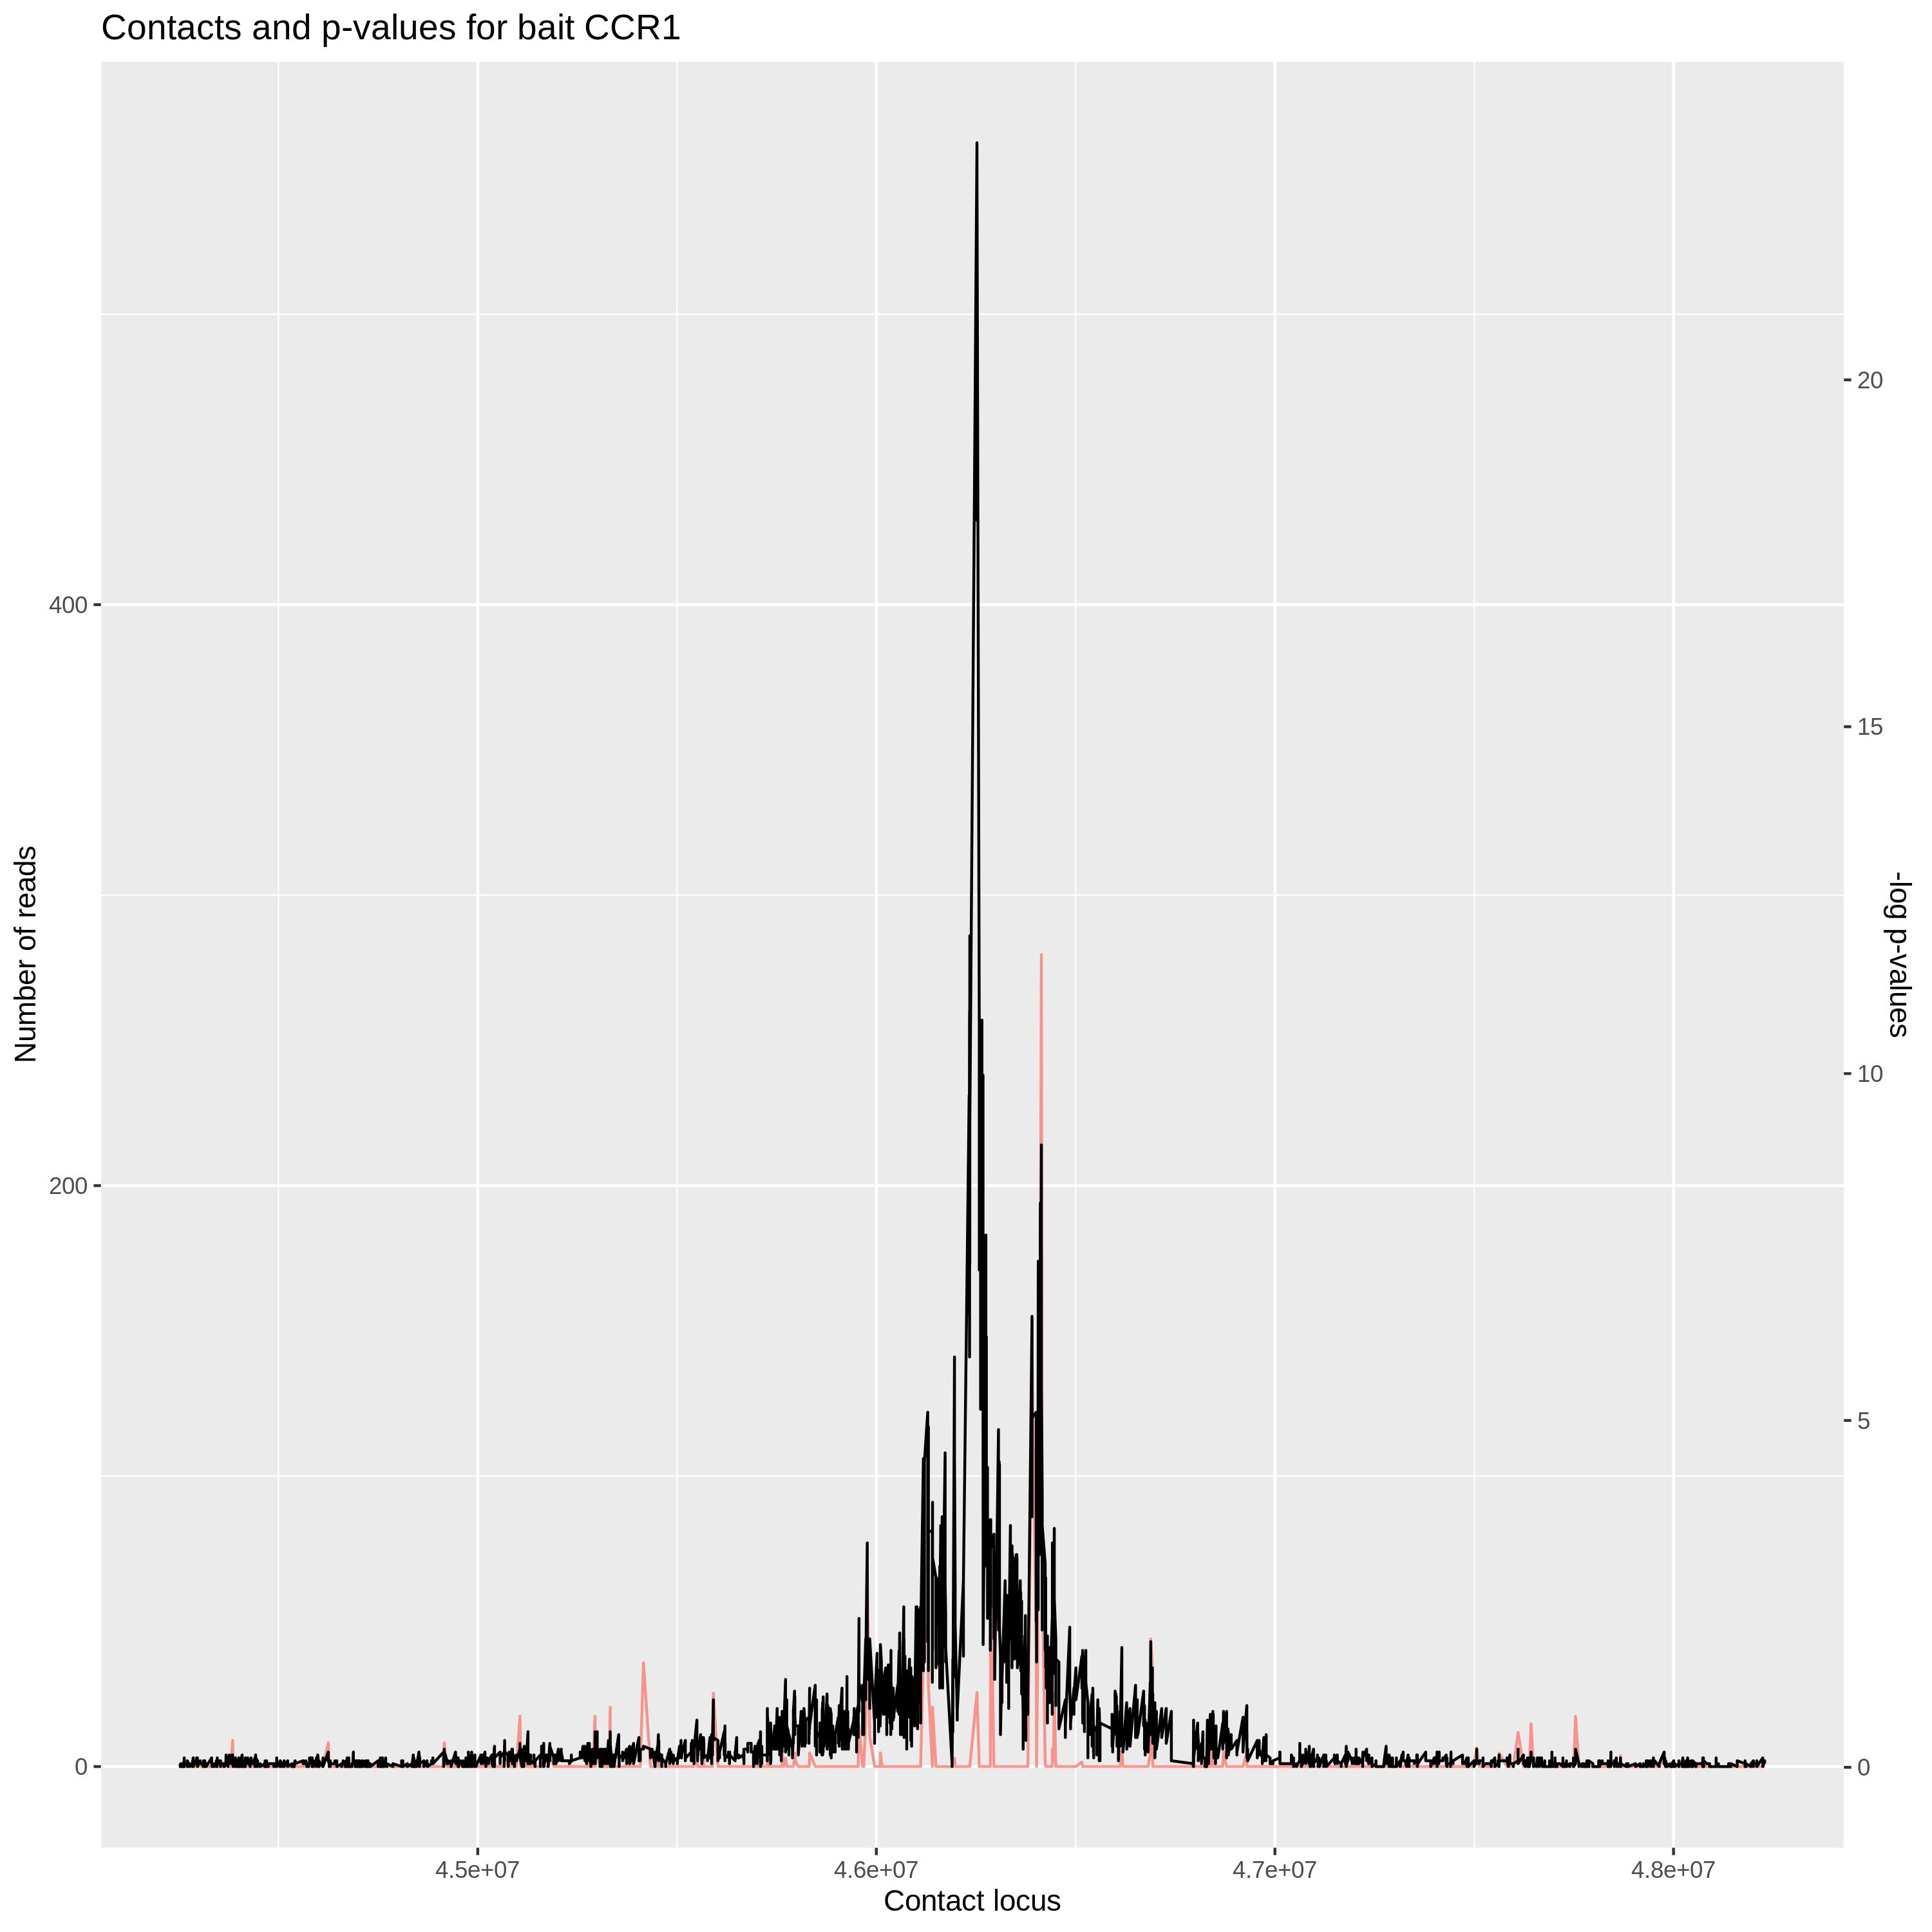 Contacts and p-values for bait CCR1
Number of reads
400
200
0
20
15
10
5
0
-log p-values
4.5e+07
4.6e+07
4.7e+07
4.8e+07
Contact locus